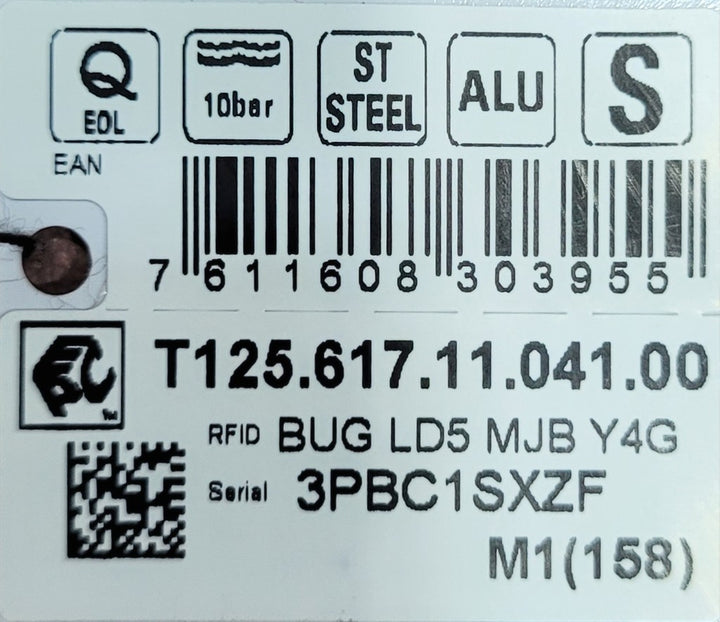 Q
EOL
10bar
ST
STEEL
ALU
S
EAN
7 611608 303955
T125.617.11.041.00
RFID BUG LD5 MJB Y4G
Serial 3PBC1SXZF
M1(158)